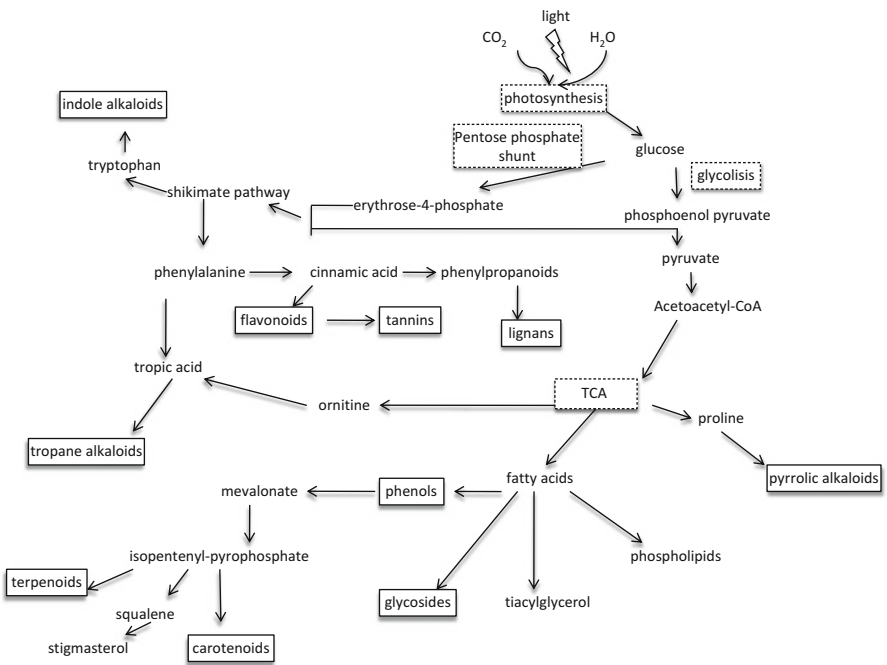 light
CO2
H2O
photosynthesis
indole alkaloids
Pentose phosphate
shunt
glucose
tryptophan
glycolisis
shikimate pathway
erythrose-4-phosphate
phosphoenol pyruvate
pyruvate
phenylalanine
cinnamic acid
phenylpropanoids
Acetoacetyl-CoA
flavonoids
tannins
lignans
tropic acid
TCA
ornitine
proline
tropane alkaloids
fatty acids
pyrrolic alkaloids
mevalonate
phenols
isopentenyl-pyrophosphate
phospholipids
terpenoids
glycosides
tiacylglycerol
squalene
stigmasterol
carotenoids